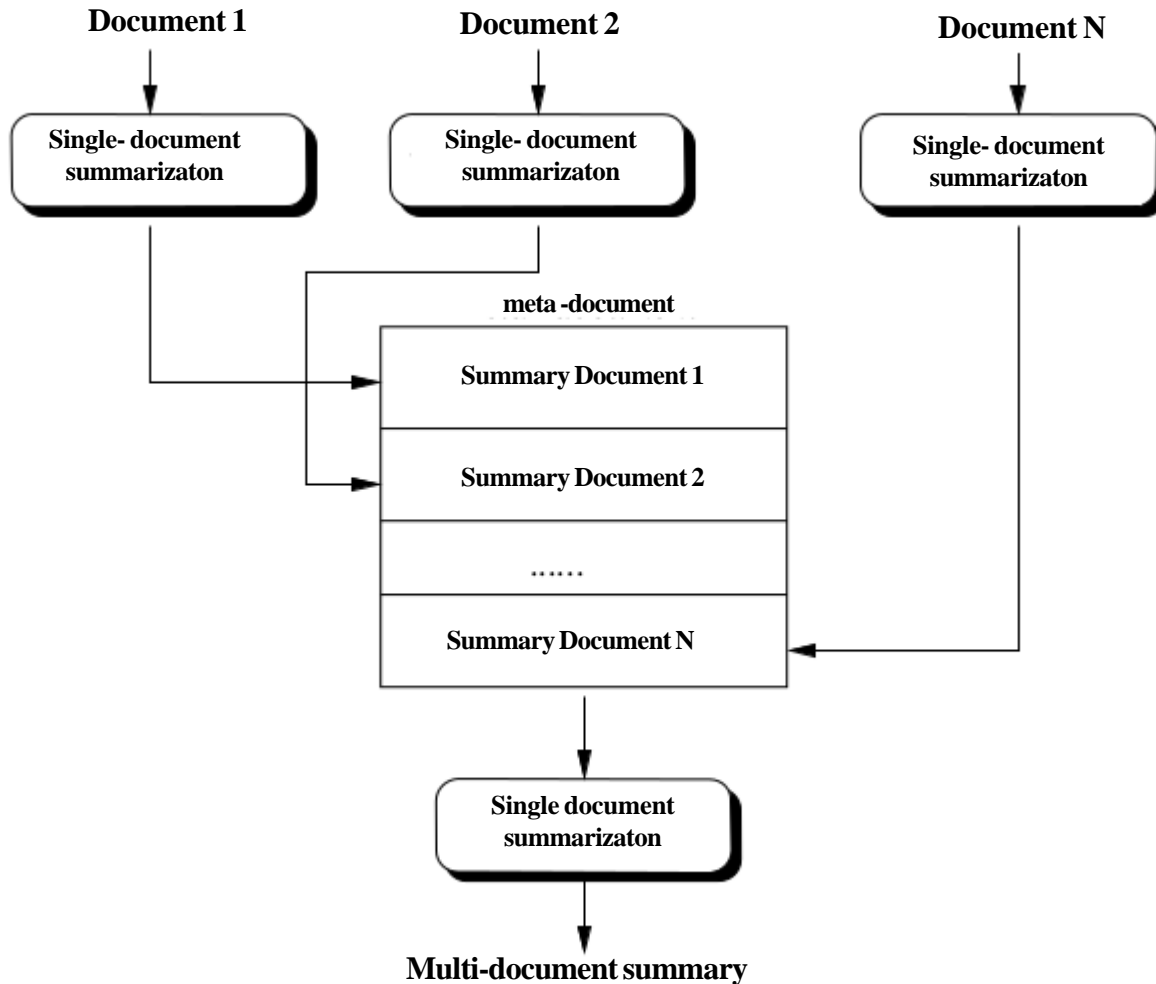 Document 1
Document 2
Document N
Single- document
summarizaton
Single- document
summarizaton
Single- document
summarizaton
meta -document
Summary Document 1
Summary Document 2
......
Summary Document N
Single document
summarizaton
Multi-document summary